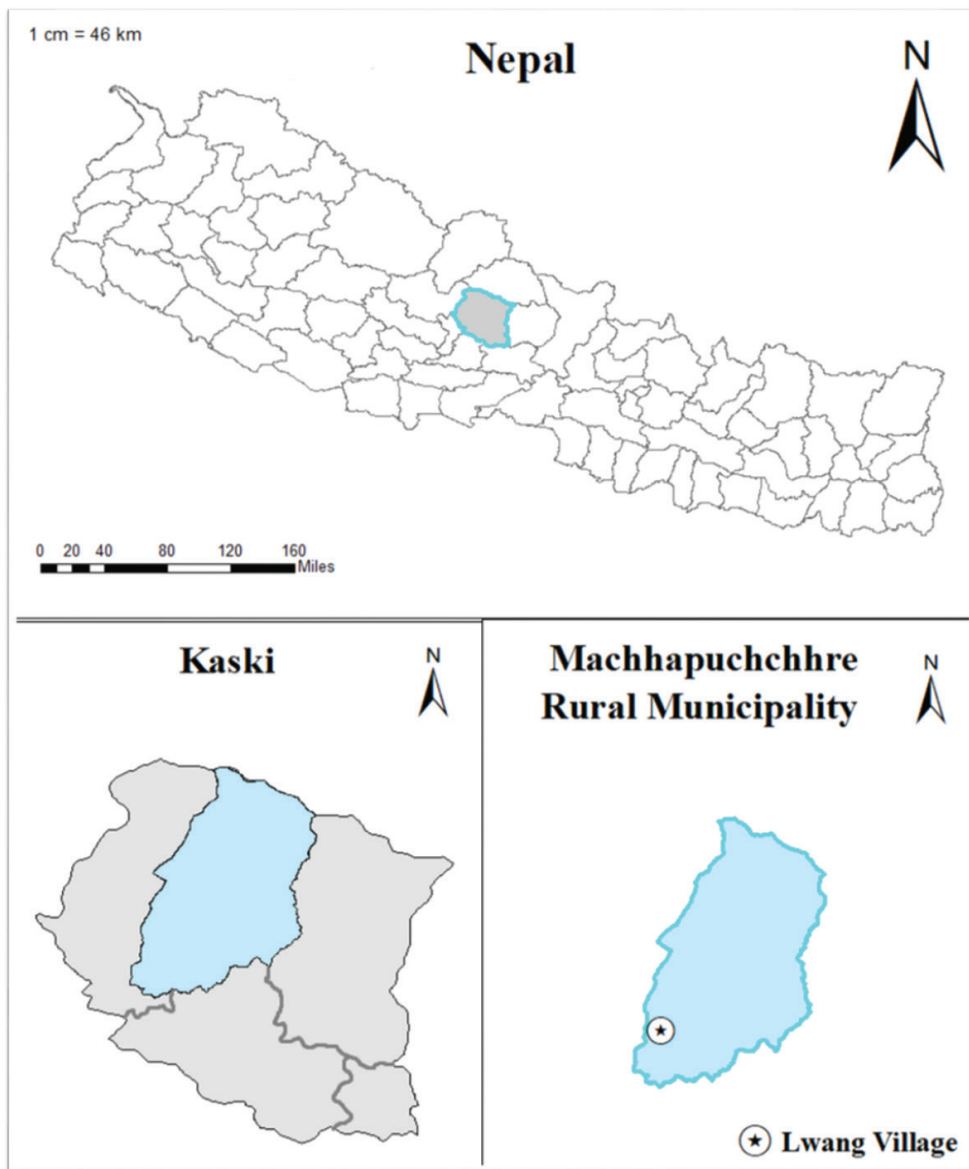 1 cm = 46 km
Nepal
N
0 20 40 80 120 160
Miles
Kaski
N
Machhapuchchhre
Rural Municipality
N
Lwang Village